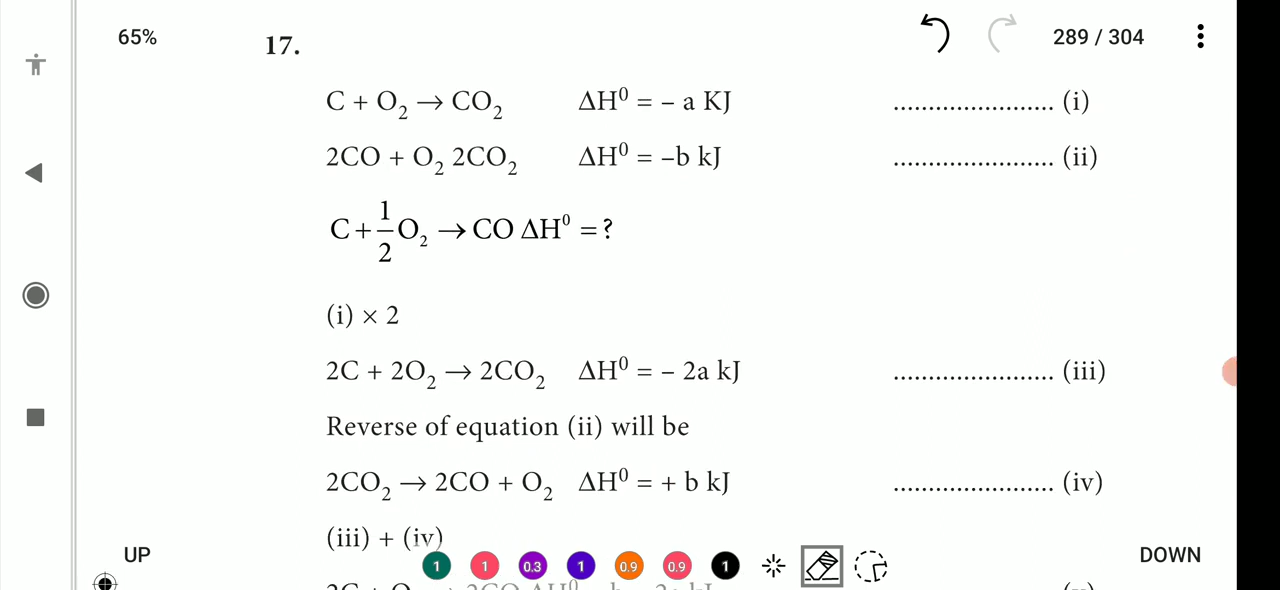 65%
17.
289 / 304
C + O₂ → CO₂ ΔH⁰ = – a KJ ....................... (i)
2CO + O₂ 2CO₂ ΔH⁰ = –b kJ ....................... (ii)
C + 1/2 O₂ → CO ΔH⁰ = ?
(i) × 2
2C + 2O₂ → 2CO₂ ΔH⁰ = – 2a kJ ....................... (iii)
Reverse of equation (ii) will be
2CO₂ → 2CO + O₂ ΔH⁰ = + b kJ ....................... (iv)
(iii) + (iv)
UP
1 1 0.3 1 0.9 0.9 1
DOWN